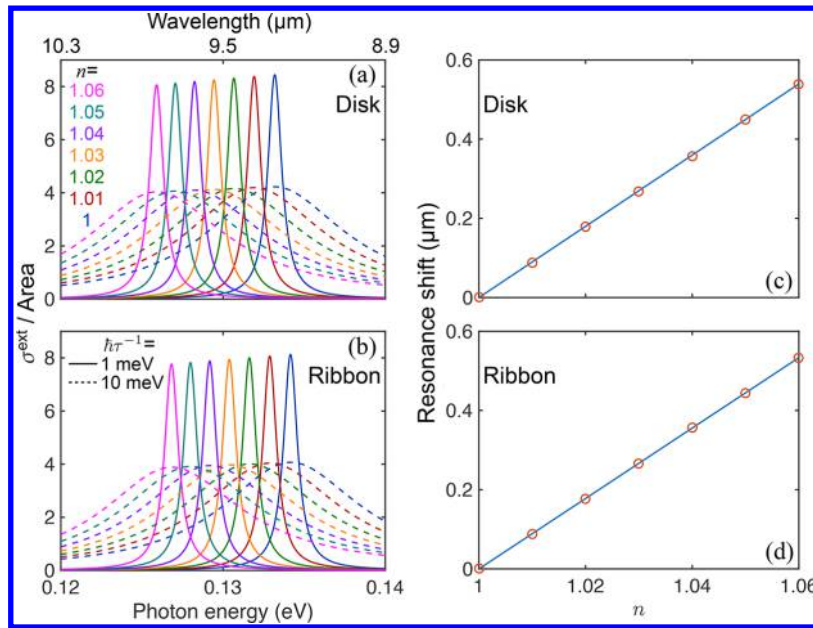 Wavelength (μm)
10.3 9.5 8.9
(a)
Disk
n=
1.06
1.05
1.04
1.03
1.02
1.01
1
8
6
4
2
0
σ^ext / Area
(b)
Ribbon
ħτ⁻¹=
1 meV
10 meV
8
6
4
2
0
0.12 0.13 0.14
Photon energy (eV)
Resonance shift (μm)
0.6
0.4
0.2
0
Disk
(c)
0.6
0.4
0.2
0
Ribbon
(d)
1 1.02 1.04 1.06
n